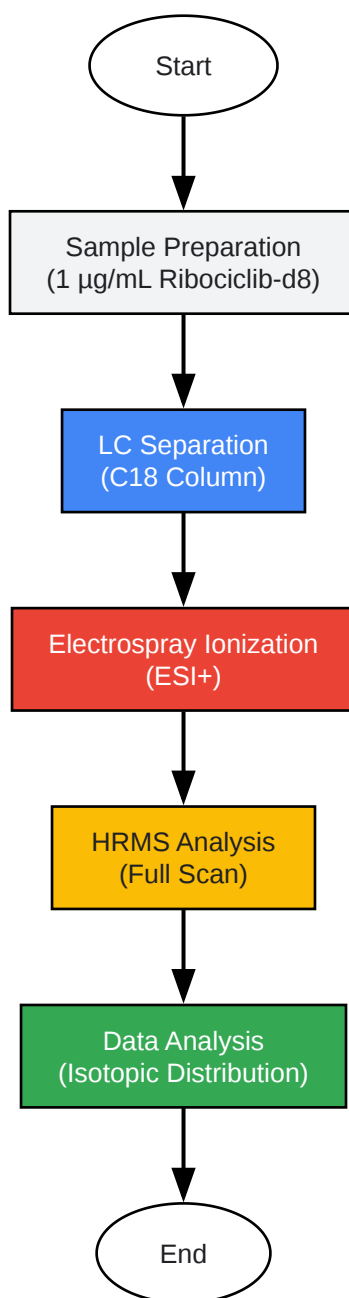 Start
Sample Preparation
(1 µg/mL Ribociclib-d8)
LC Separation
(C18 Column)
Electrospray Ionization
(ESI+)
HRMS Analysis
(Full Scan)
Data Analysis
(Isotopic Distribution)
End